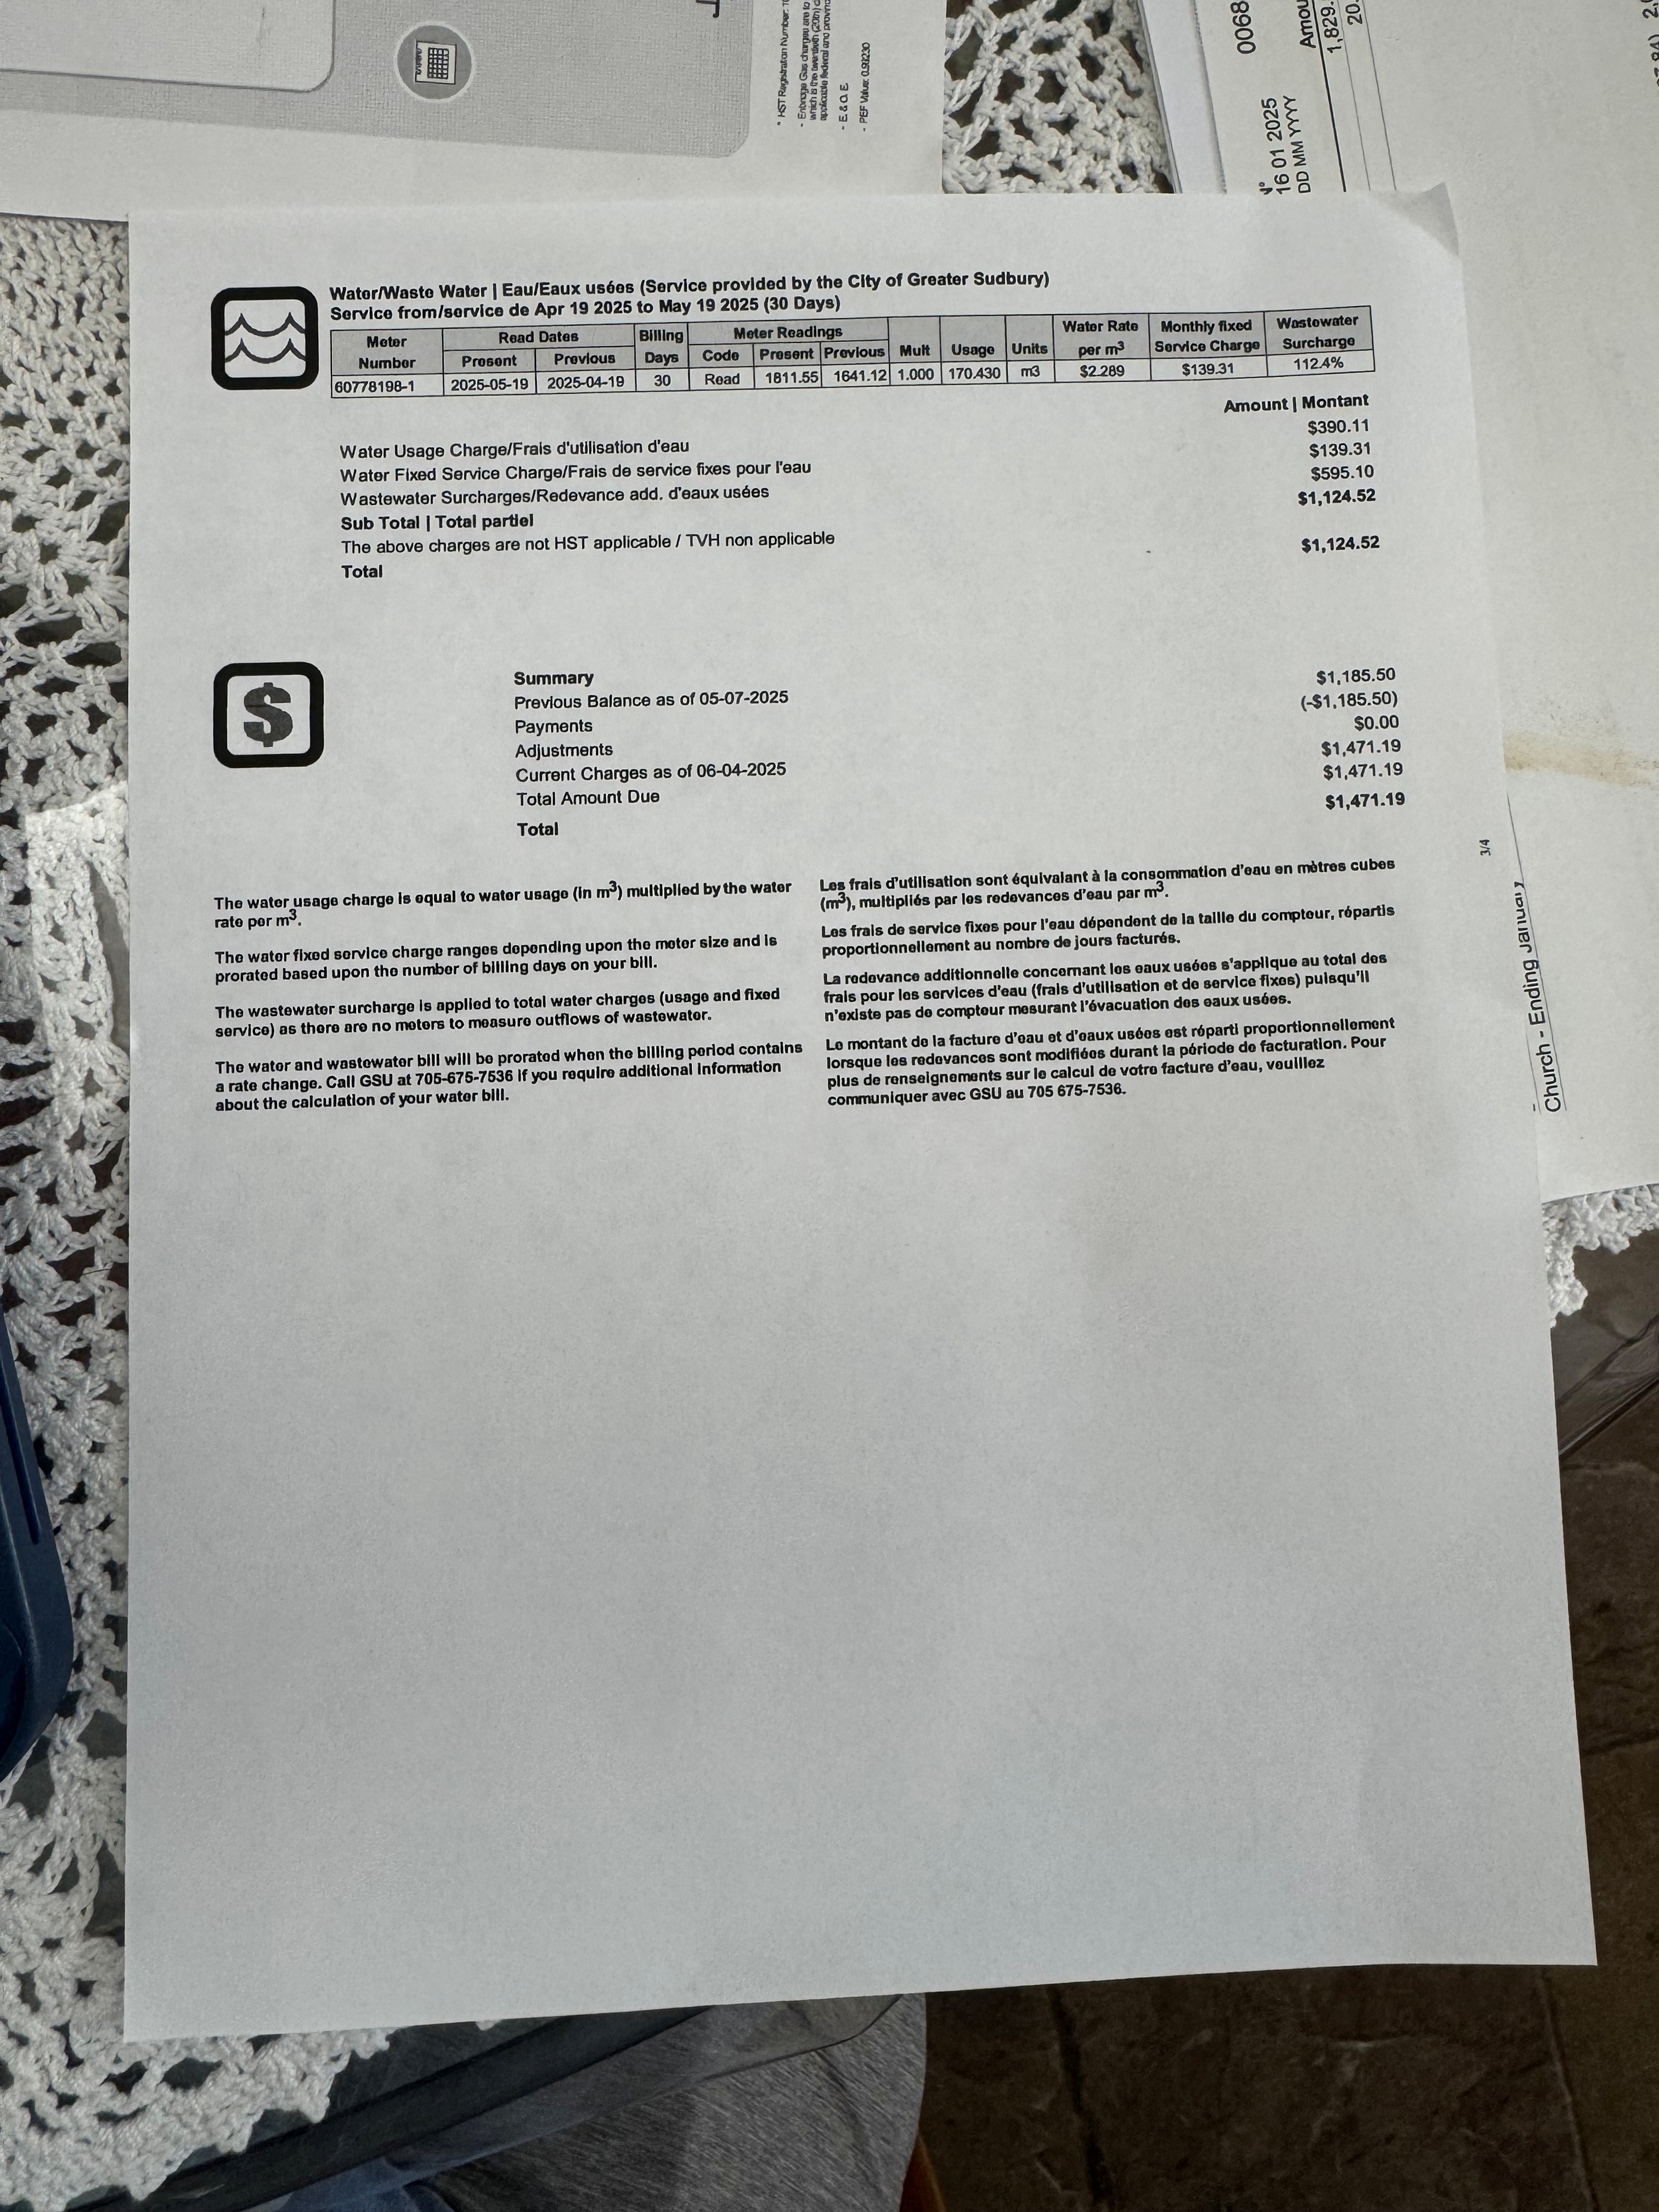 * HST Registration Number:
- Enbridge Gas charges are to
which is the twentieth (20th)
applicable federal and provin
- E. & O. E.
- PEF Value: 0.99230
0068
N°
16 01 2025
DD MM YYYY
Amou
1,829.
20.
Water/Waste Water | Eau/Eaux usées (Service provided by the City of Greater Sudbury)
Service from/service de Apr 19 2025 to May 19 2025 (30 Days)
Meter Number Read Dates Billing Days Meter Readings Mult Usage Units Water Rate per m³ Monthly fixed Service Charge Wastewater Surcharge
Present Previous Code Present Previous
60778198-1 2025-05-19 2025-04-19 30 Read 1811.55 1641.12 1.000 170.430 m3 $2.289 $139.31 112.4%
Amount | Montant
Water Usage Charge/Frais d'utilisation d'eau $390.11
Water Fixed Service Charge/Frais de service fixes pour l'eau $139.31
Wastewater Surcharges/Redevance add. d'eaux usées $595.10
Sub Total | Total partiel $1,124.52
The above charges are not HST applicable / TVH non applicable
Total $1,124.52
Summary
Previous Balance as of 05-07-2025 $1,185.50
Payments (-$1,185.50)
Adjustments $0.00
Current Charges as of 06-04-2025 $1,471.19
Total Amount Due $1,471.19
Total $1,471.19
The water usage charge is equal to water usage (in m³) multiplied by the water
rate per m³.
The water fixed service charge ranges depending upon the meter size and is
prorated based upon the number of billing days on your bill.
The wastewater surcharge is applied to total water charges (usage and fixed
service) as there are no meters to measure outflows of wastewater.
The water and wastewater bill will be prorated when the billing period contains
a rate change. Call GSU at 705-675-7536 if you require additional information
about the calculation of your water bill.
Les frais d'utilisation sont équivalant à la consommation d'eau en mètres cubes
(m³), multipliés par les redevances d'eau par m³.
Les frais de service fixes pour l'eau dépendent de la taille du compteur, répartis
proportionnellement au nombre de jours facturés.
La redevance additionnelle concernant les eaux usées s'applique au total des
frais pour les services d'eau (frais d'utilisation et de service fixes) puisqu'il
n'existe pas de compteur mesurant l'évacuation des eaux usées.
Le montant de la facture d'eau et d'eaux usées est réparti proportionnellement
lorsque les redevances sont modifiées durant la période de facturation. Pour
plus de renseignements sur le calcul de votre facture d'eau, veuillez
communiquer avec GSU au 705 675-7536.
3/4
Church - Ending January